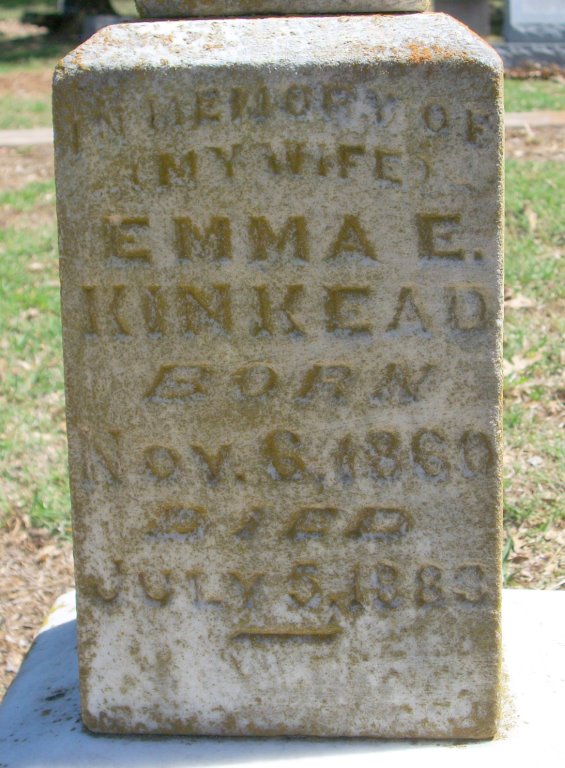 IN MEMORY OF
(MY WIFE)
EMMA E.
KINKEAD
BORN
NOV. 6, 1860
DIED
JULY 5, 1883